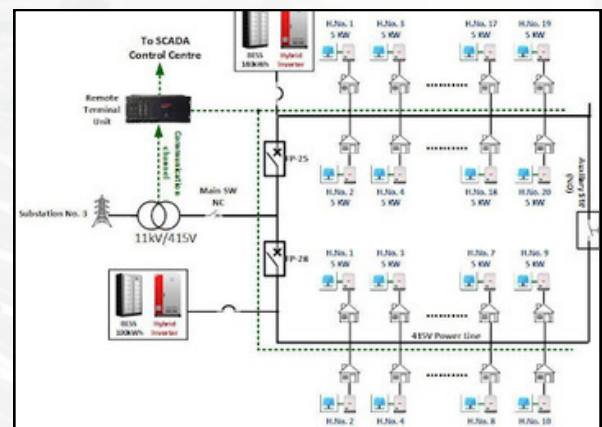 H.No. 1
5 KW
H.No. 3
5 KW
H.No. 17
5 KW
H.No. 19
5 KW
To SCADA
Control Centre
BESS
Hybrid
Inverter
Remote
Terminal
Unit
Communication
channel
FP-25
H.No. 2
5 KW
H.No. 4
5 KW
5 KW
H.No. 20
5 KW
Auxiliary SW
(NO)
Main SW
NC
Substation No. 3
11kV/415V
FP-28
H.No. 1
5 KW
H.No. 3
5 KW
H.No. 7
5 KW
H.No. 9
5 KW
BESS
100kWh
Hybrid
Inverter
415V Power Line
5 KW
5 KW
5 KW
5 KW
H.No. 2
H.No. 4
H.No. 8
H.No. 10